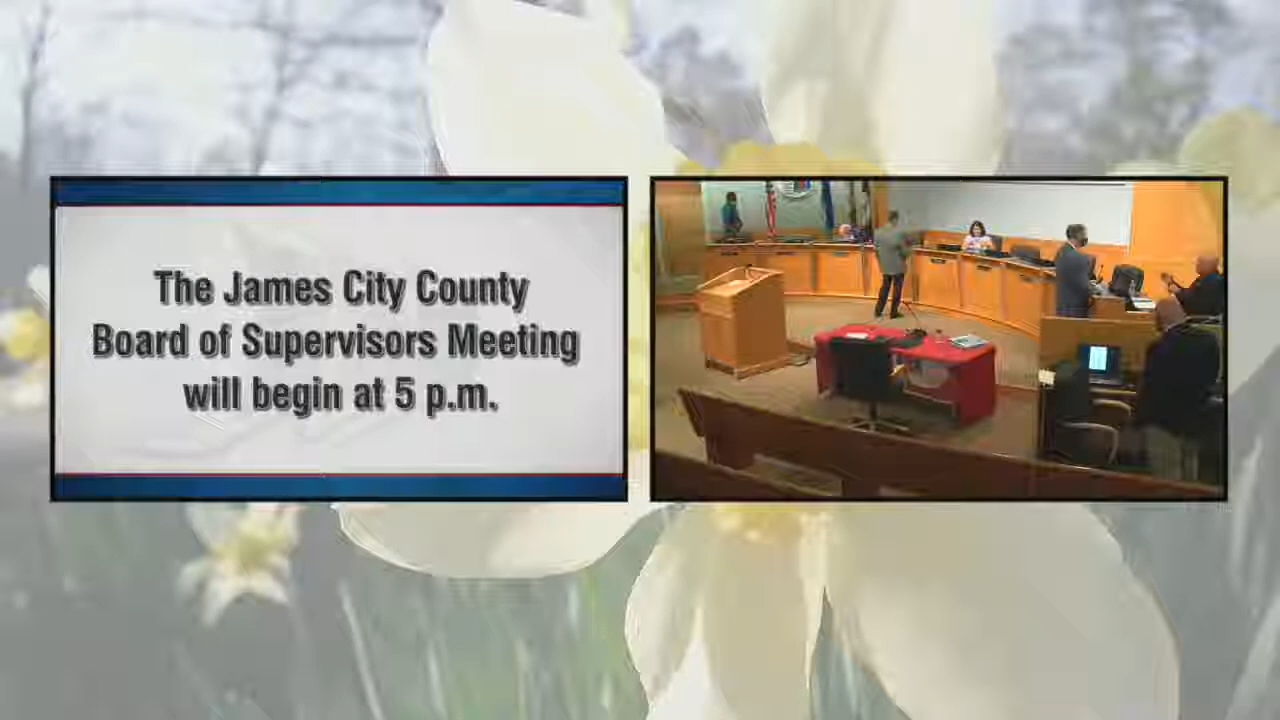 The James City County
Board of Supervisors Meeting
will begin at 5 p.m.